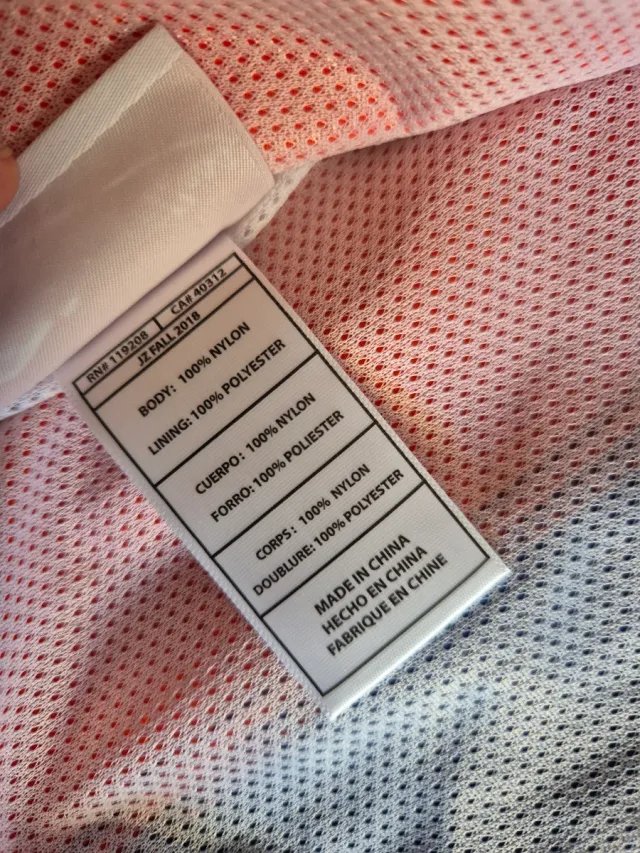 RN# 119208 CA# 40312
JZ FALL 2018
BODY: 100% NYLON
LINING: 100% POLYESTER
CUERPO: 100% NYLON
FORRO: 100% POLIESTER
CORPS: 100% NYLON
DOUBLURE: 100% POLYESTER
MADE IN CHINA
HECHO EN CHINA
FABRIQUE EN CHINE